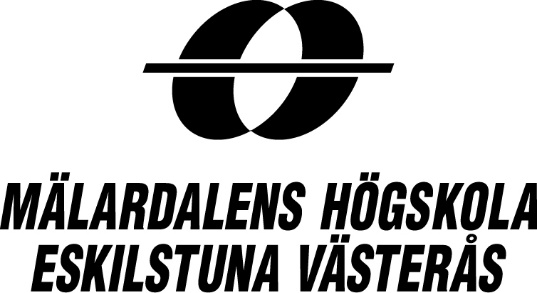 MÄLARDALENS HÖGSKOLA
ESKILSTUNA VÄSTERÅS